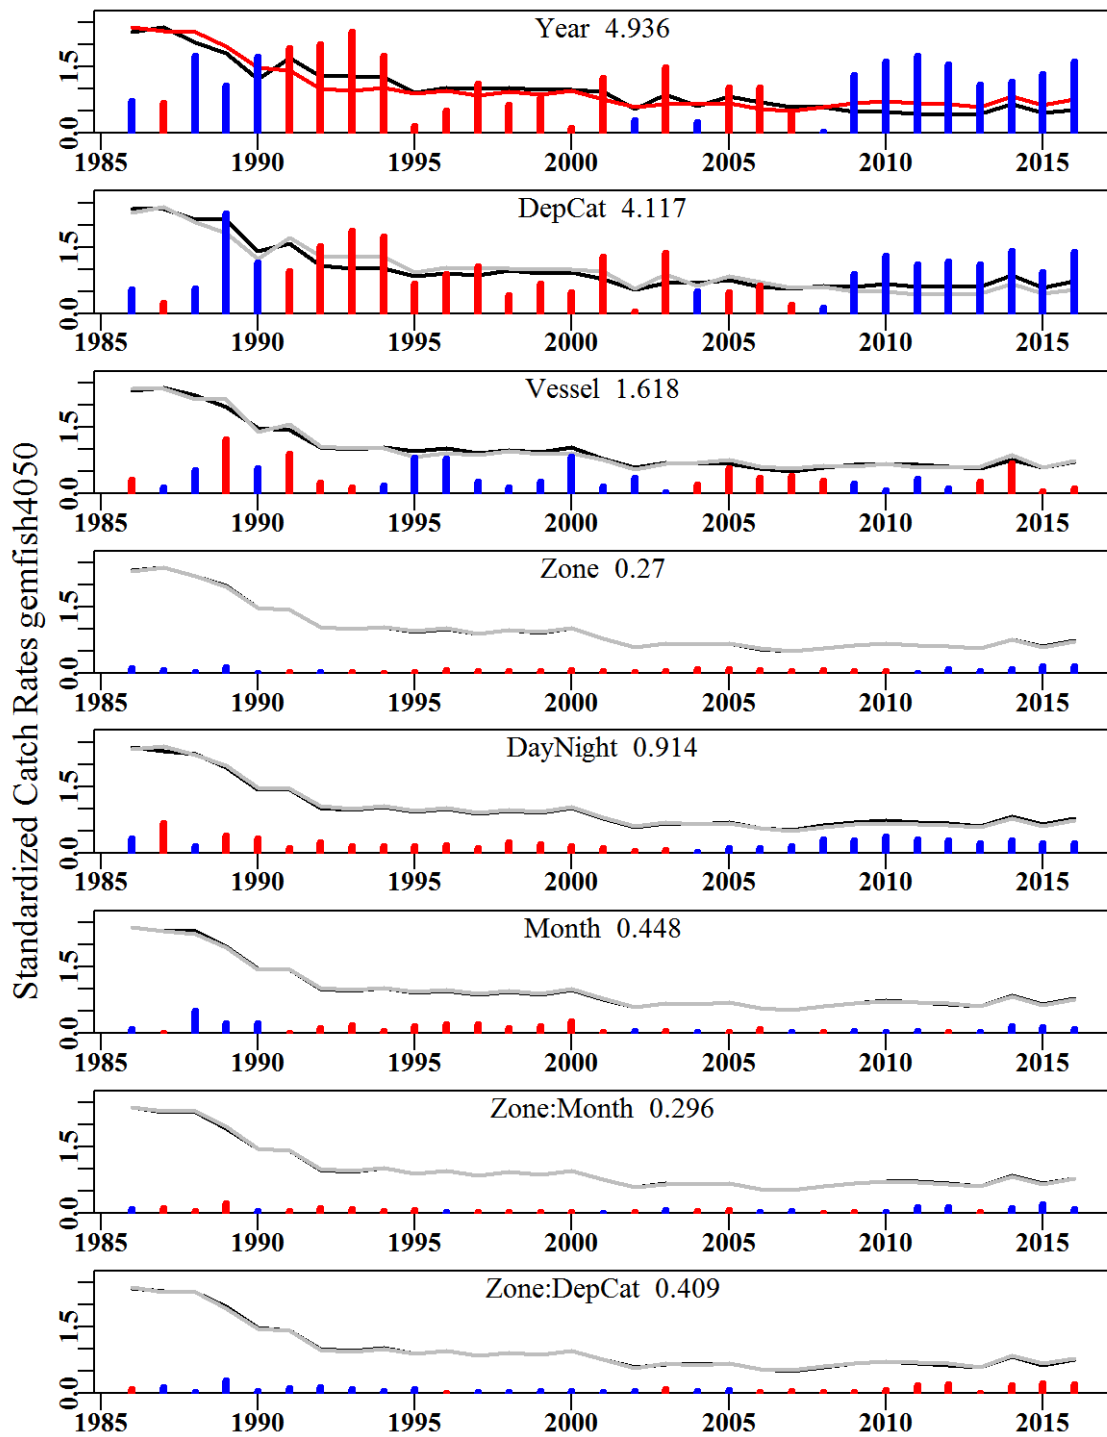 Standardized Catch Rates gemfish4050
Year 4.936
0.0 1.5
1985 1990 1995 2000 2005 2010 2015
DepCat 4.117
0.0 1.5
1985 1990 1995 2000 2005 2010 2015
Vessel 1.618
0.0 1.5
1985 1990 1995 2000 2005 2010 2015
Zone 0.27
0.0 1.5
1985 1990 1995 2000 2005 2010 2015
DayNight 0.914
0.0 1.5
1985 1990 1995 2000 2005 2010 2015
Month 0.448
0.0 1.5
1985 1990 1995 2000 2005 2010 2015
Zone:Month 0.296
0.0 1.5
1985 1990 1995 2000 2005 2010 2015
Zone:DepCat 0.409
0.0 1.5
1985 1990 1995 2000 2005 2010 2015